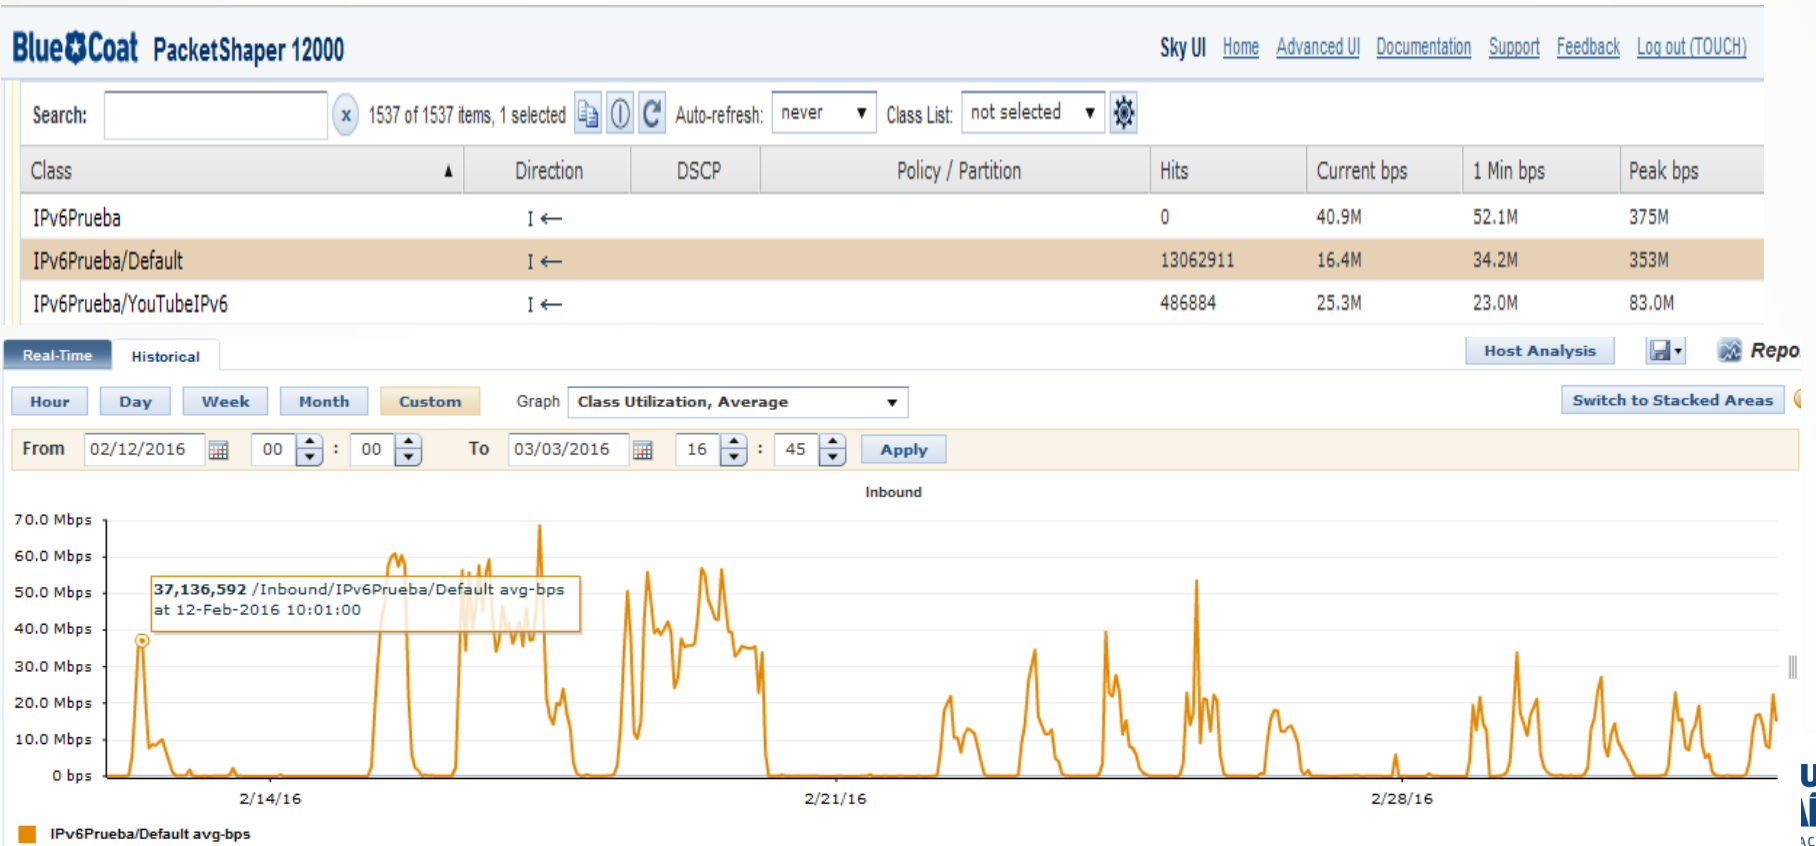 Blue Coat PacketShaper 12000
Sky UI Home Advanced UI Documentation Support Feedback Log out (TOUCH)
Search: x 1537 of 1537 items, 1 selected Auto-refresh: never Class List: not selected
Class Direction DSCP Policy / Partition Hits Current bps 1 Min bps Peak bps
IPv6Prueba I ← 0 40.9M 52.1M 375M
IPv6Prueba/Default I ← 13062911 16.4M 34.2M 353M
IPv6Prueba/YouTubeIPv6 I ← 486884 25.3M 23.0M 83.0M
Real-Time Historical Host Analysis Repo
Hour Day Week Month Custom Graph Class Utilization, Average Switch to Stacked Areas
From 02/12/2016 00 : 00 To 03/03/2016 16 : 45 Apply
Inbound
70.0 Mbps
60.0 Mbps
50.0 Mbps
40.0 Mbps
30.0 Mbps
20.0 Mbps
10.0 Mbps
0 bps
37,136,592 /Inbound/IPv6Prueba/Default avg-bps
at 12-Feb-2016 10:01:00
2/14/16 2/21/16 2/28/16
IPv6Prueba/Default avg-bps